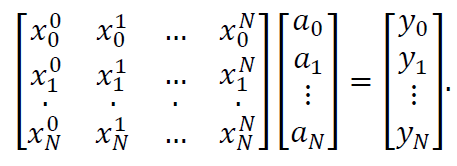 x_0^0 x_0^1 ... x_0^N a_0 y_0
x_1^0 x_1^1 ... x_1^N a_1 = y_1
. . . . ⋮ ⋮ .
x_N^0 x_N^1 ... x_N^N a_N y_N